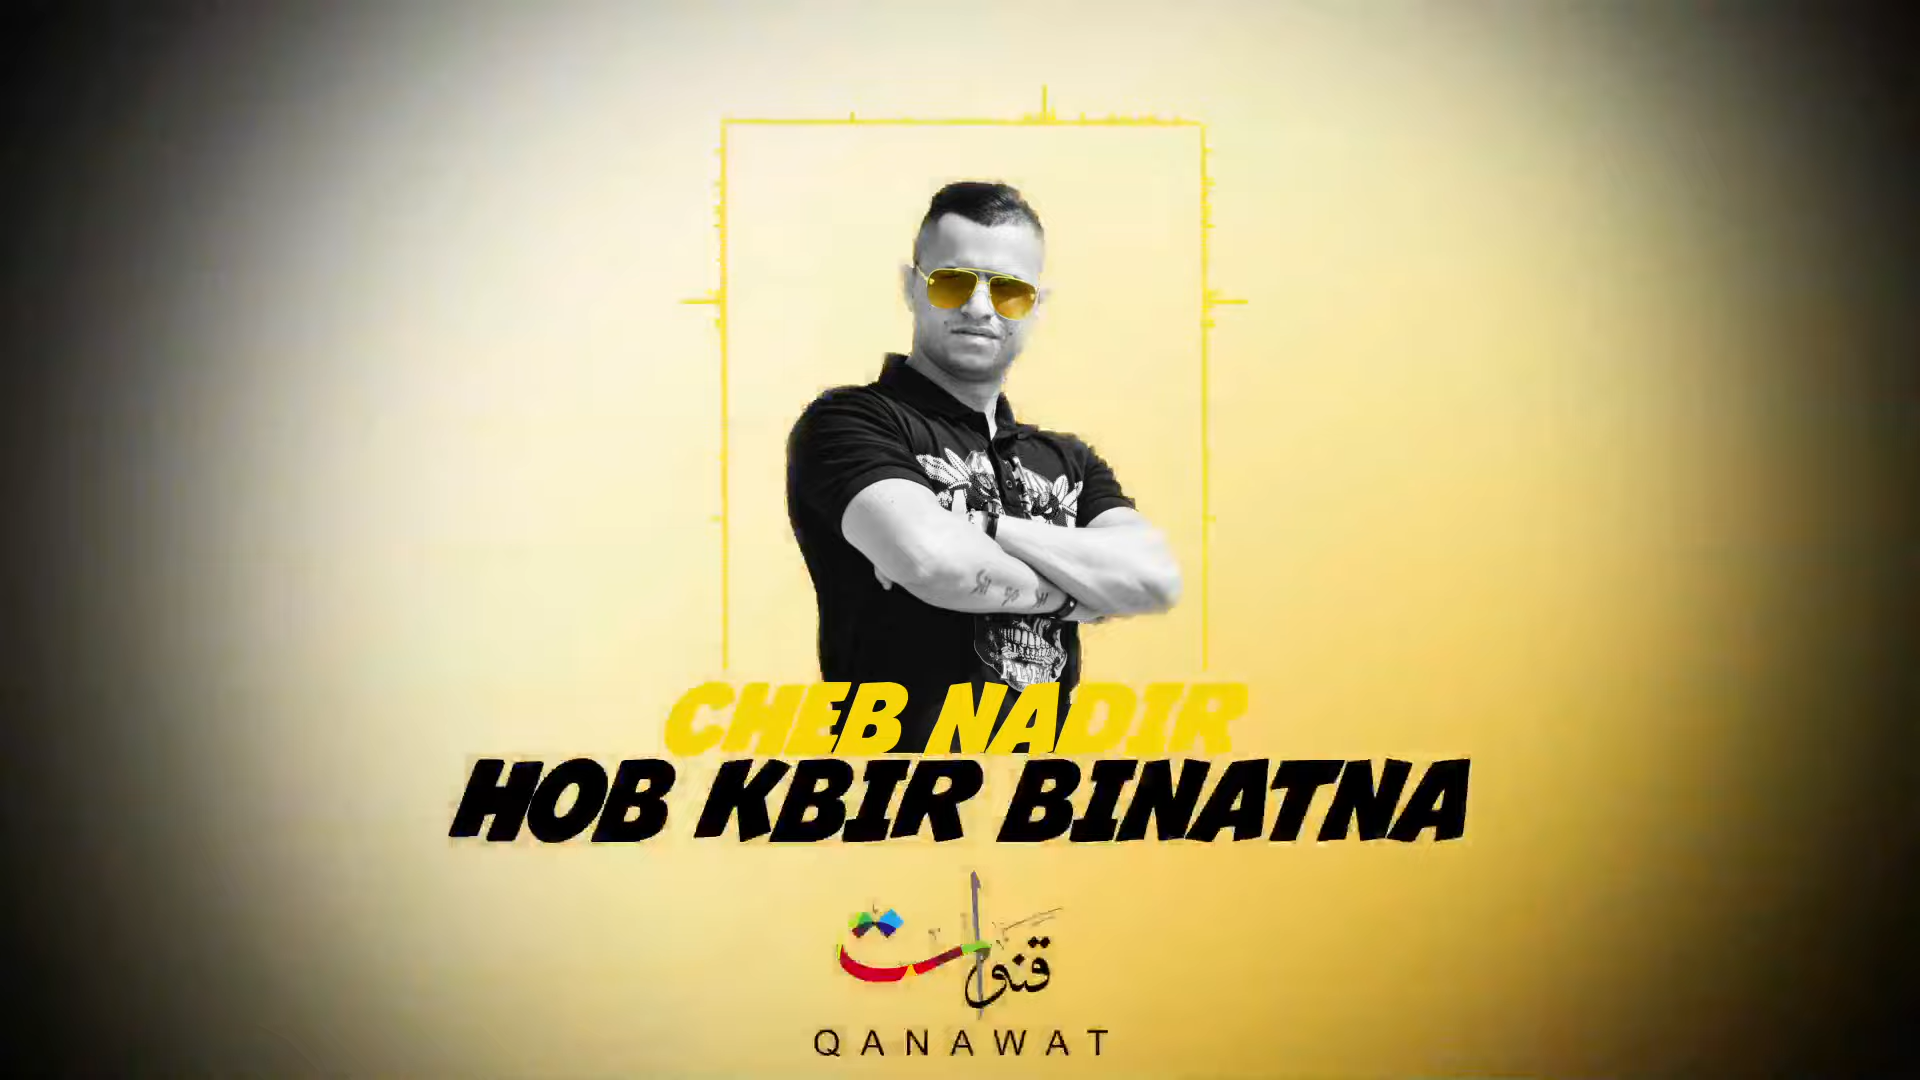 CHEB NADIR
HOB KBIR BINATNA
قنوات
QANAWAT